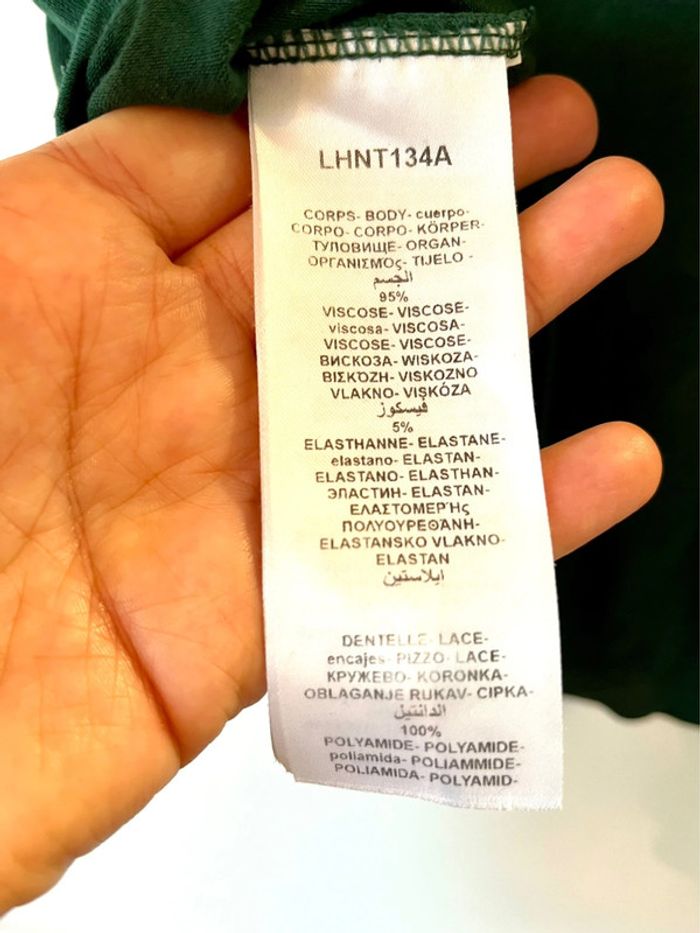 LHNT134A
CORPS- BODY- cuerpo-
CORPO- CORPO- KÖRPER-
ТУЛОВИЩЕ- ORGAN-
ΟΡΓΑΝΙΣΜΟς- TIJELO -
الجسم
95%
VISCOSE- VISCOSE-
viscosa- VISCOSA-
VISCOSE- VISCOSE-
ВИСКОЗА- WISKOZA-
ΒΙΣΚΌΖΗ- VISKOZNO
VLAKNO- VIŞKÓZA
فيسكوز
5%
ELASTHANNE- ELASTANE-
elastano- ELASTAN-
ELASTANO- ELASTHAN-
ЭЛАСТИН- ELASTAN-
ΕΛΑΣΤΟΜΕΡΉς
ΠΟΛΥΟΥΡΕΘΆΝΗ-
ELASTANSKO VLAKNO-
ELASTAN
ايلاستين
DENTELLE- LACE-
encajes- PIZZO- LACE-
КРУЖЕВО- KORONKA-
OBLAGANJE RUKAV- CIPKA-
الدانتيل
100%
POLYAMIDE- POLYAMIDE-
poliamida- POLIAMMIDE-
POLIAMIDA- POLYAMID-